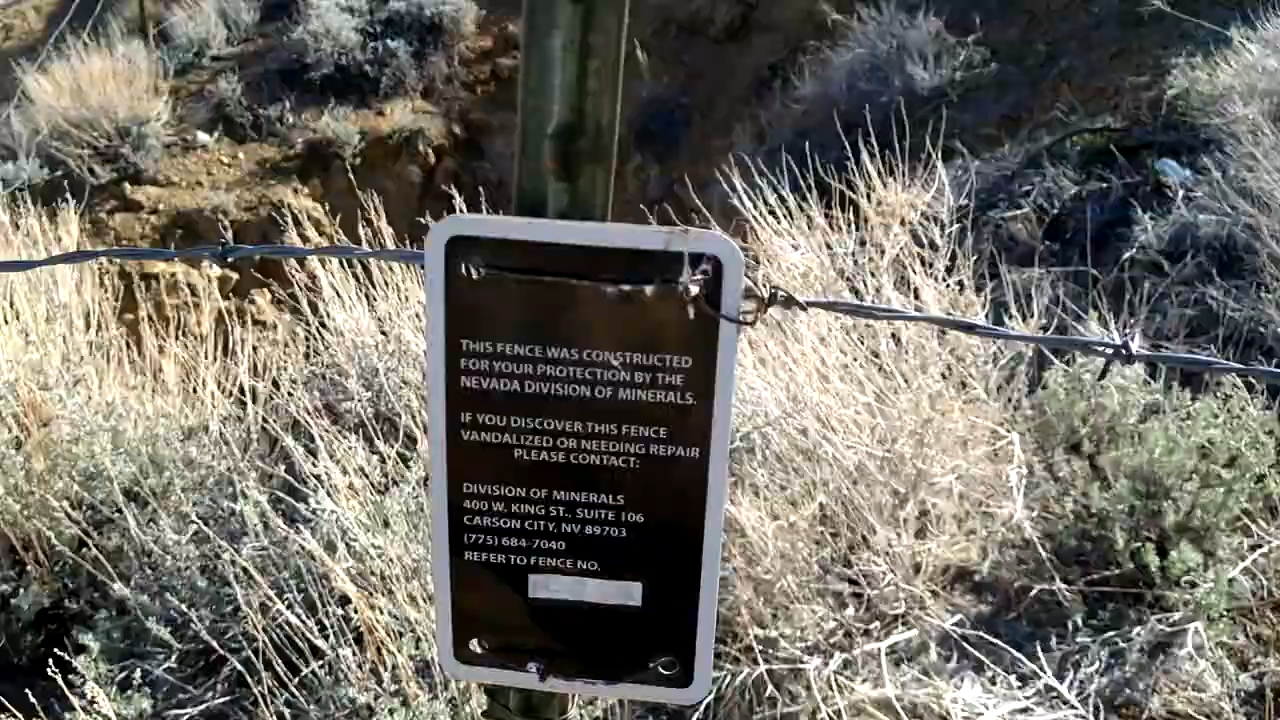 THIS FENCE WAS CONSTRUCTED
FOR YOUR PROTECTION BY THE
NEVADA DIVISION OF MINERALS.
IF YOU DISCOVER THIS FENCE
VANDALIZED OR NEEDING REPAIR
PLEASE CONTACT:
DIVISION OF MINERALS
400 W. KING ST., SUITE 106
CARSON CITY, NV 89703
(775) 684-7040
REFER TO FENCE NO.